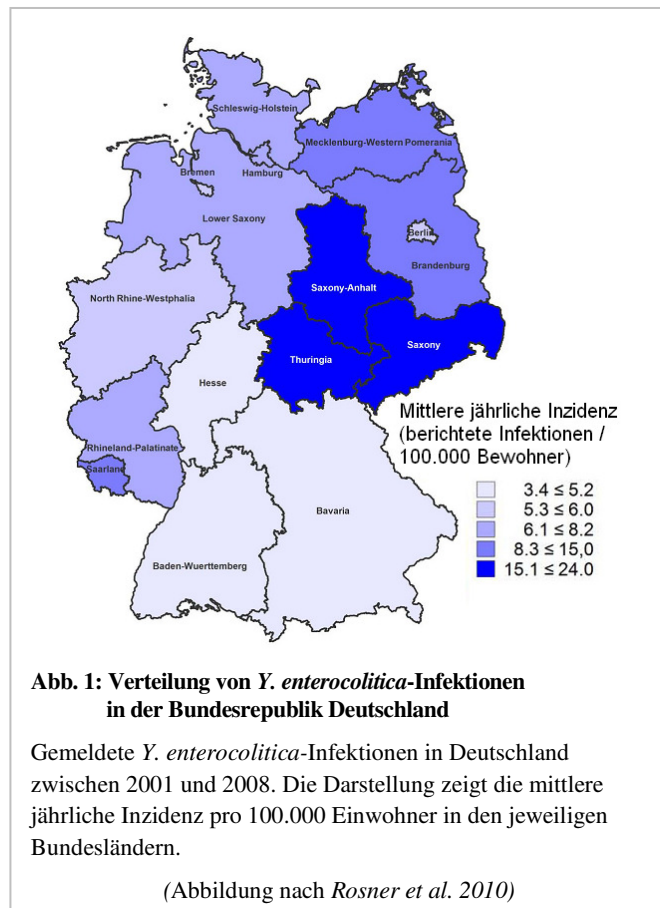 Schleswig-Holstein
Mecklenburg-Western Pomerania
Bremen
Hamburg
Lower Saxony
Berlin
Brandenburg
Saxony-Anhalt
North Rhine-Westphalia
Saxony
Thuringia
Hesse
Rhineland-Palatinate
Saarland
Bavaria
Baden-Wuerttemberg
Mittlere jährliche Inzidenz
(berichtete Infektionen /
100.000 Bewohner)
3.4 ≤ 5.2
5.3 ≤ 6.0
6.1 ≤ 8.2
8.3 ≤ 15,0
15.1 ≤ 24.0
Abb. 1: Verteilung von Y. enterocolitica-Infektionen
in der Bundesrepublik Deutschland
Gemeldete Y. enterocolitica-Infektionen in Deutschland
zwischen 2001 und 2008. Die Darstellung zeigt die mittlere
jährliche Inzidenz pro 100.000 Einwohner in den jeweiligen
Bundesländern.
(Abbildung nach Rosner et al. 2010)